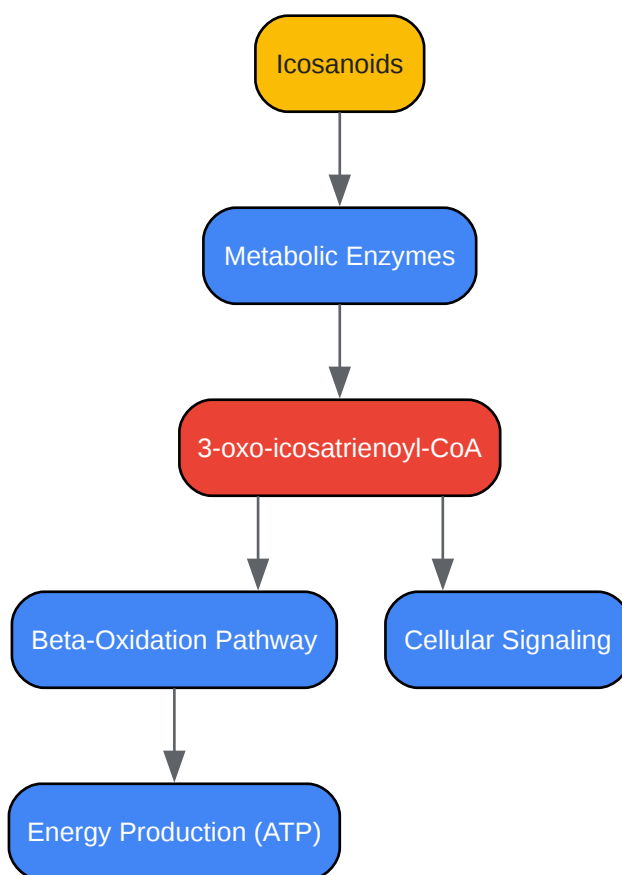 Icosanoids
Metabolic Enzymes
3-oxo-icosatrienoyl-CoA
Beta-Oxidation Pathway
Cellular Signaling
Energy Production (ATP)